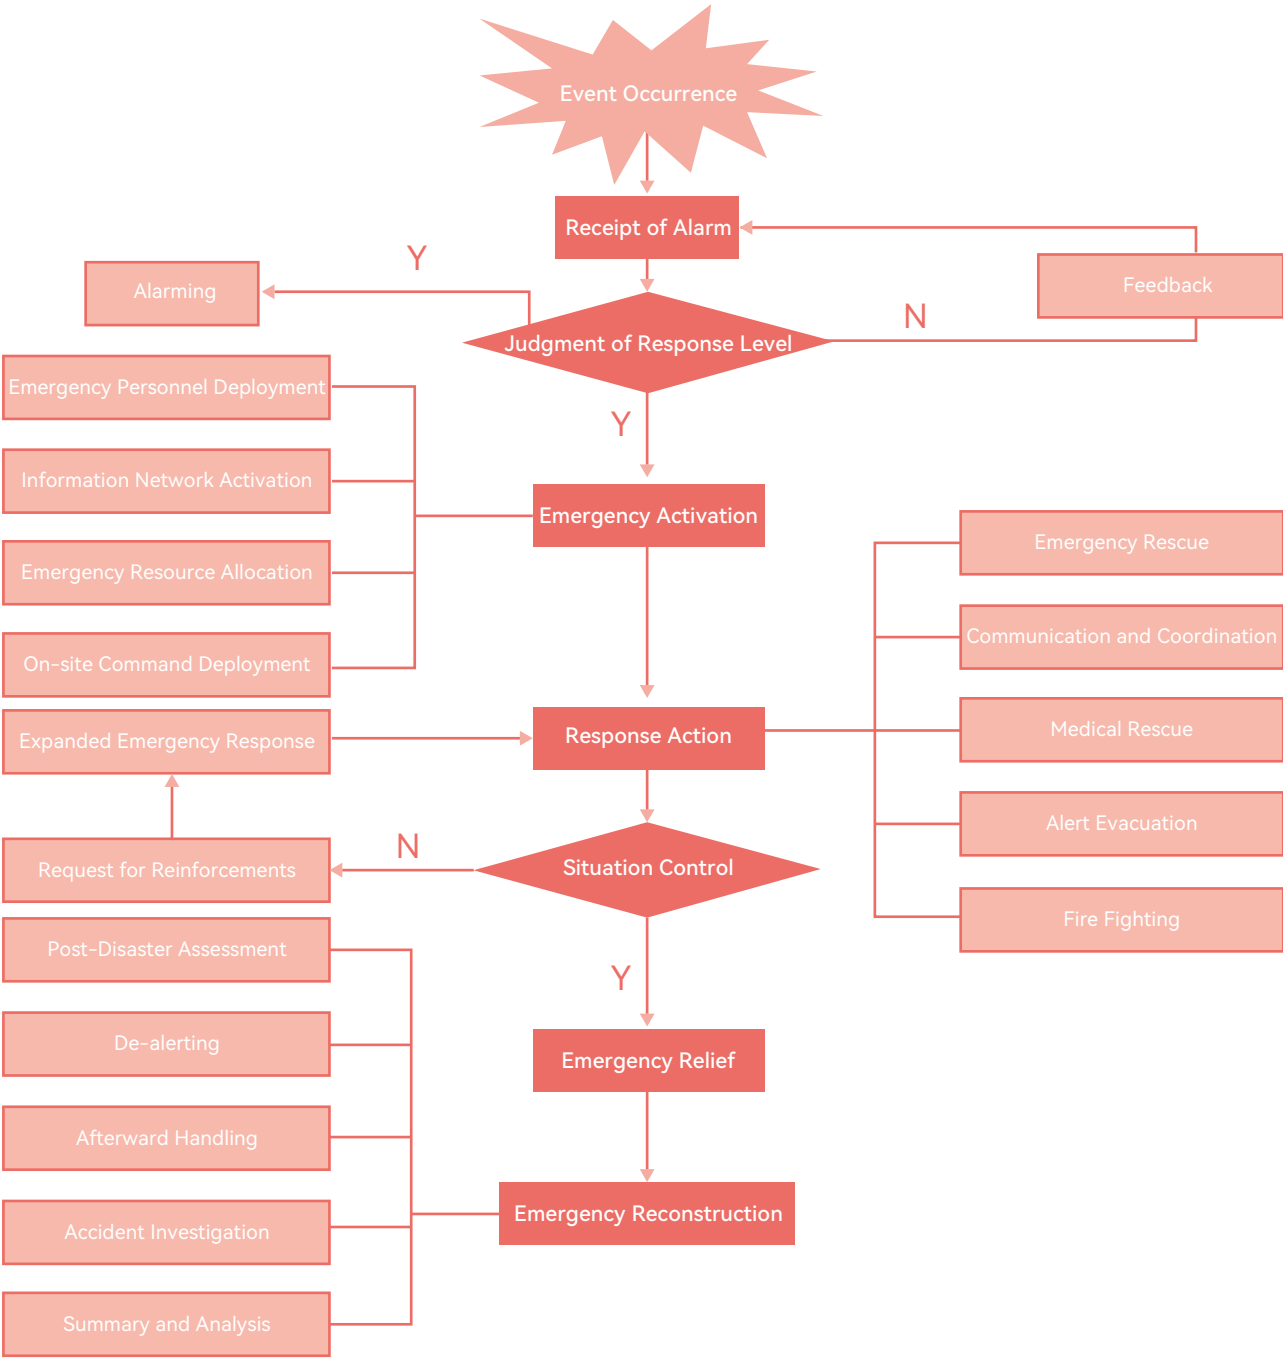 Event Occurrence
Receipt of Alarm
Y
Alarming
Feedback
N
Judgment of Response Level
Emergency Personnel Deployment
Y
Information Network Activation
Emergency Activation
Emergency Rescue
Emergency Resource Allocation
Communication and Coordination
On-site Command Deployment
Medical Rescue
Expanded Emergency Response
Response Action
Alert Evacuation
N
Request for Reinforcements
Situation Control
Fire Fighting
Post-Disaster Assessment
Y
De-alerting
Emergency Relief
Afterward Handling
Emergency Reconstruction
Accident Investigation
Summary and Analysis